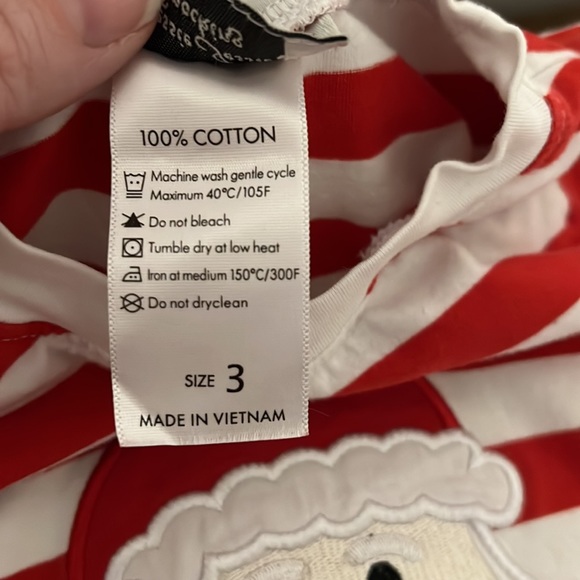 100% COTTON
Machine wash gentle cycle
Maximum 40°C/105F
Do not bleach
Tumble dry at low heat
Iron at medium 150°C/300F
Do not dryclean
SIZE 3
MADE IN VIETNAM